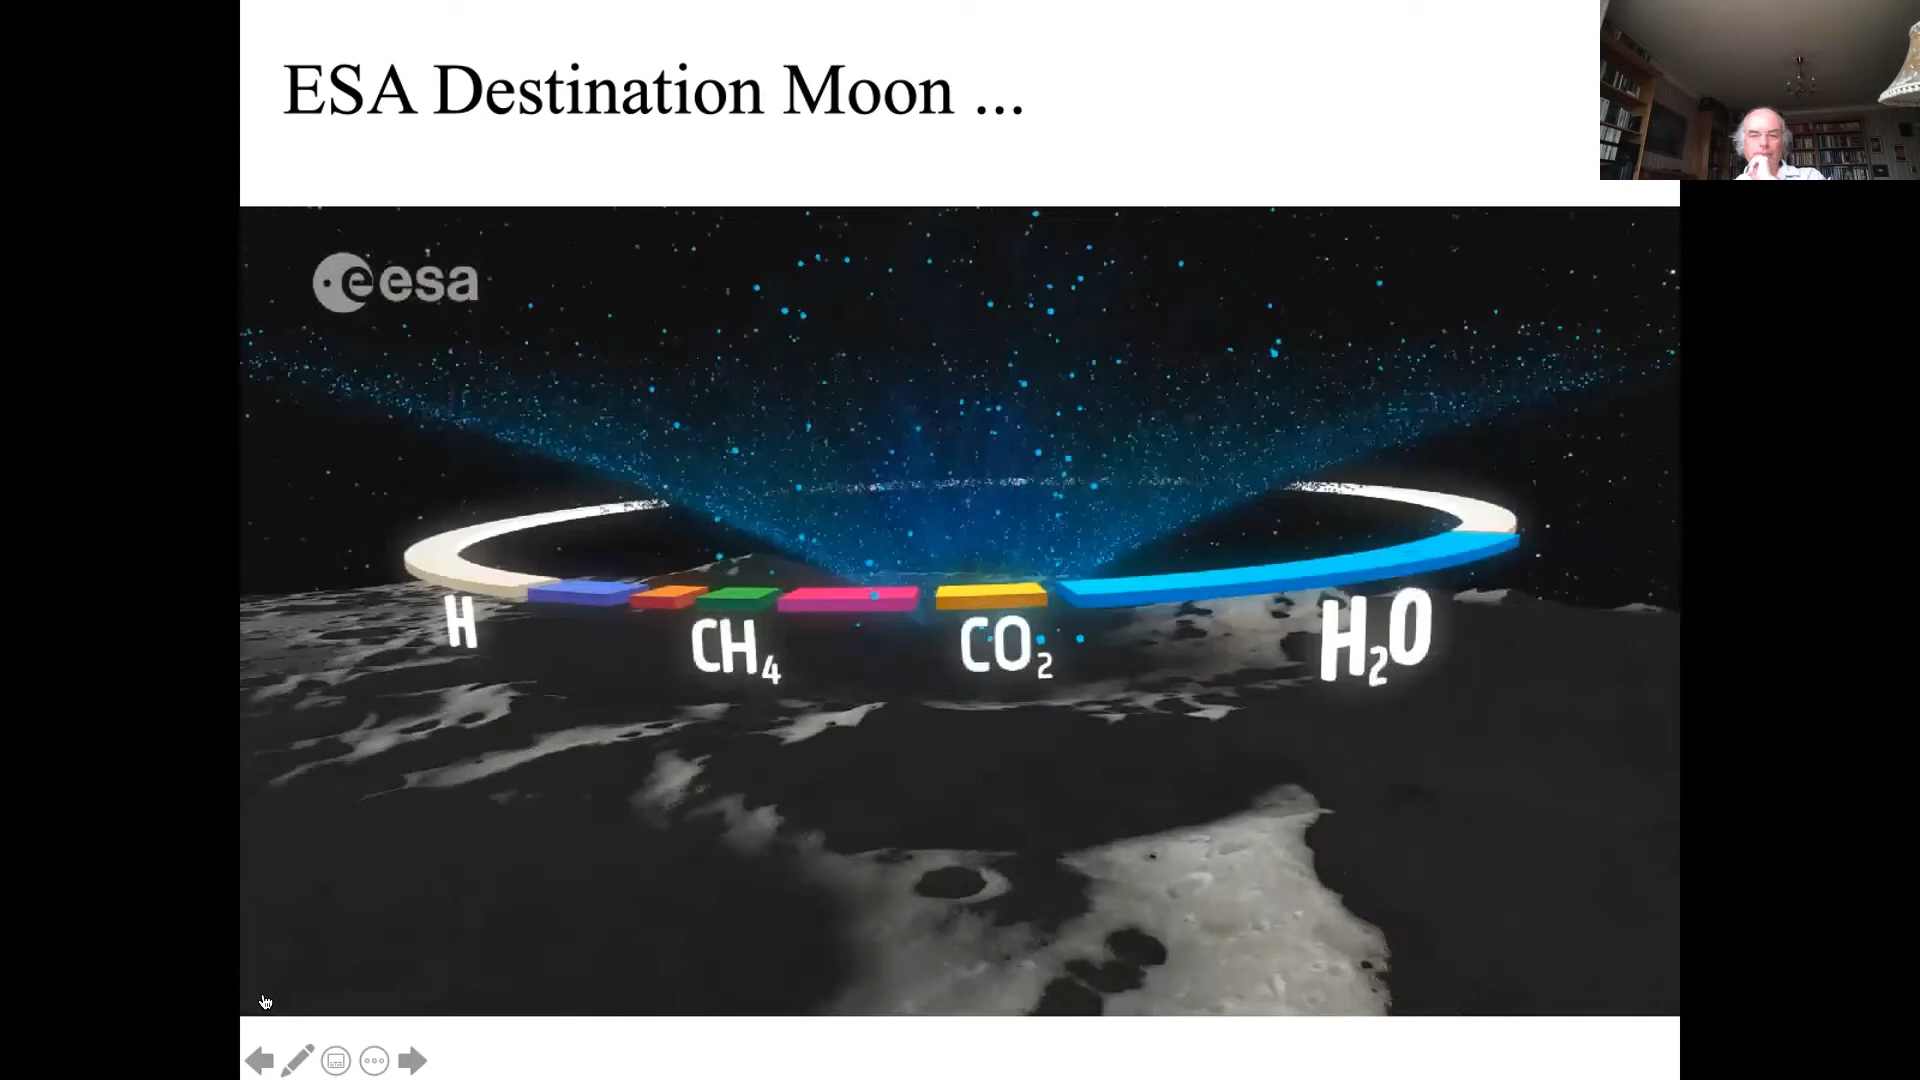 ESA Destination Moon ...
esa
H
CH₄
CO₂
H₂O